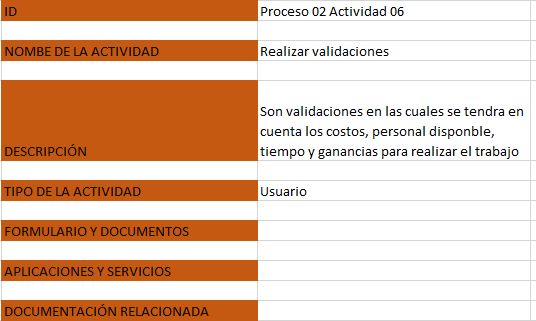 ID Proceso 02 Actividad 06
NOMBE DE LA ACTIVIDAD Realizar validaciones
Son validaciones en las cuales se tendra en
cuenta los costos, personal disponble,
DESCRIPCIÓN tiempo y ganancias para realizar el trabajo
TIPO DE LA ACTIVIDAD Usuario
FORMULARIO Y DOCUMENTOS
APLICACIONES Y SERVICIOS
DOCUMENTACIÓN RELACIONADA